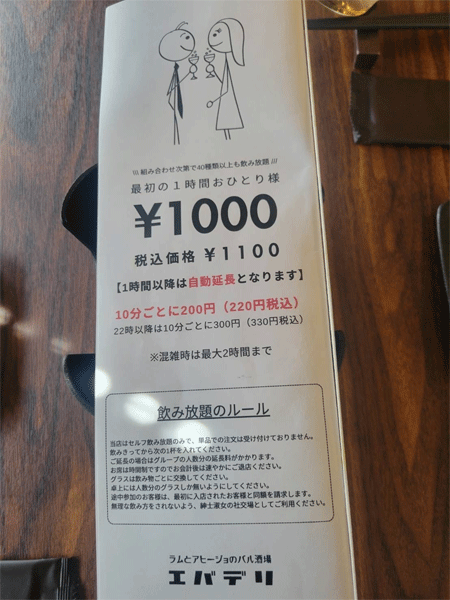 \\\ 組み合わせ次第で40種類以上も飲み放題 ///
最初の1時間おひとり様
¥1000
税込価格 ¥1100
【1時間以降は自動延長となります】
10分ごとに200円（220円税込）
22時以降は10分ごとに300円（330円税込）
※混雑時は最大2時間まで
飲み放題のルール
当店はセルフ飲み放題のみで、単品での注文は受け付けておりません。
飲みきってから次の1杯を入れてください。
ご延長の場合はグループの人数分の延長料がかかります。
お席は時間制ですのでお会計後は速やかにご退店ください。
グラスは飲み物ごとに交換してください。
卓上には人数分のグラスしか無いようにしてください。
途中参加のお客様は、最初に入店されたお客様と同額を請求します。
無理な飲み方をされないよう、紳士淑女の社交場としてご利用ください。
ラムとアヒージョのバル酒場
エバデリ